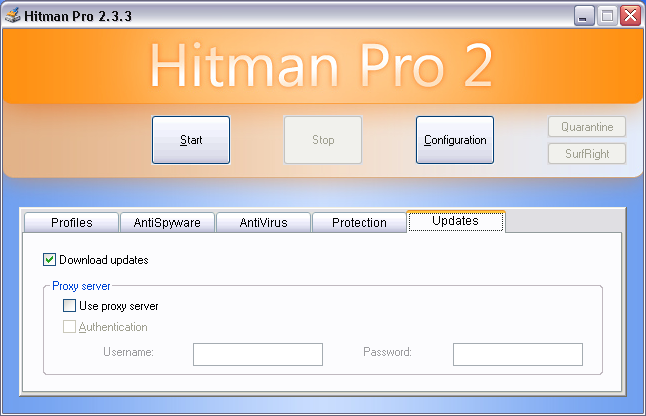 Hitman Pro 2.3.3
Hitman Pro 2
Start Stop Configuration Quarantine
SurfRight
Profiles AntiSpyware AntiVirus Protection Updates
Download updates
Proxy server
Use proxy server
Authentication
Username: Password: